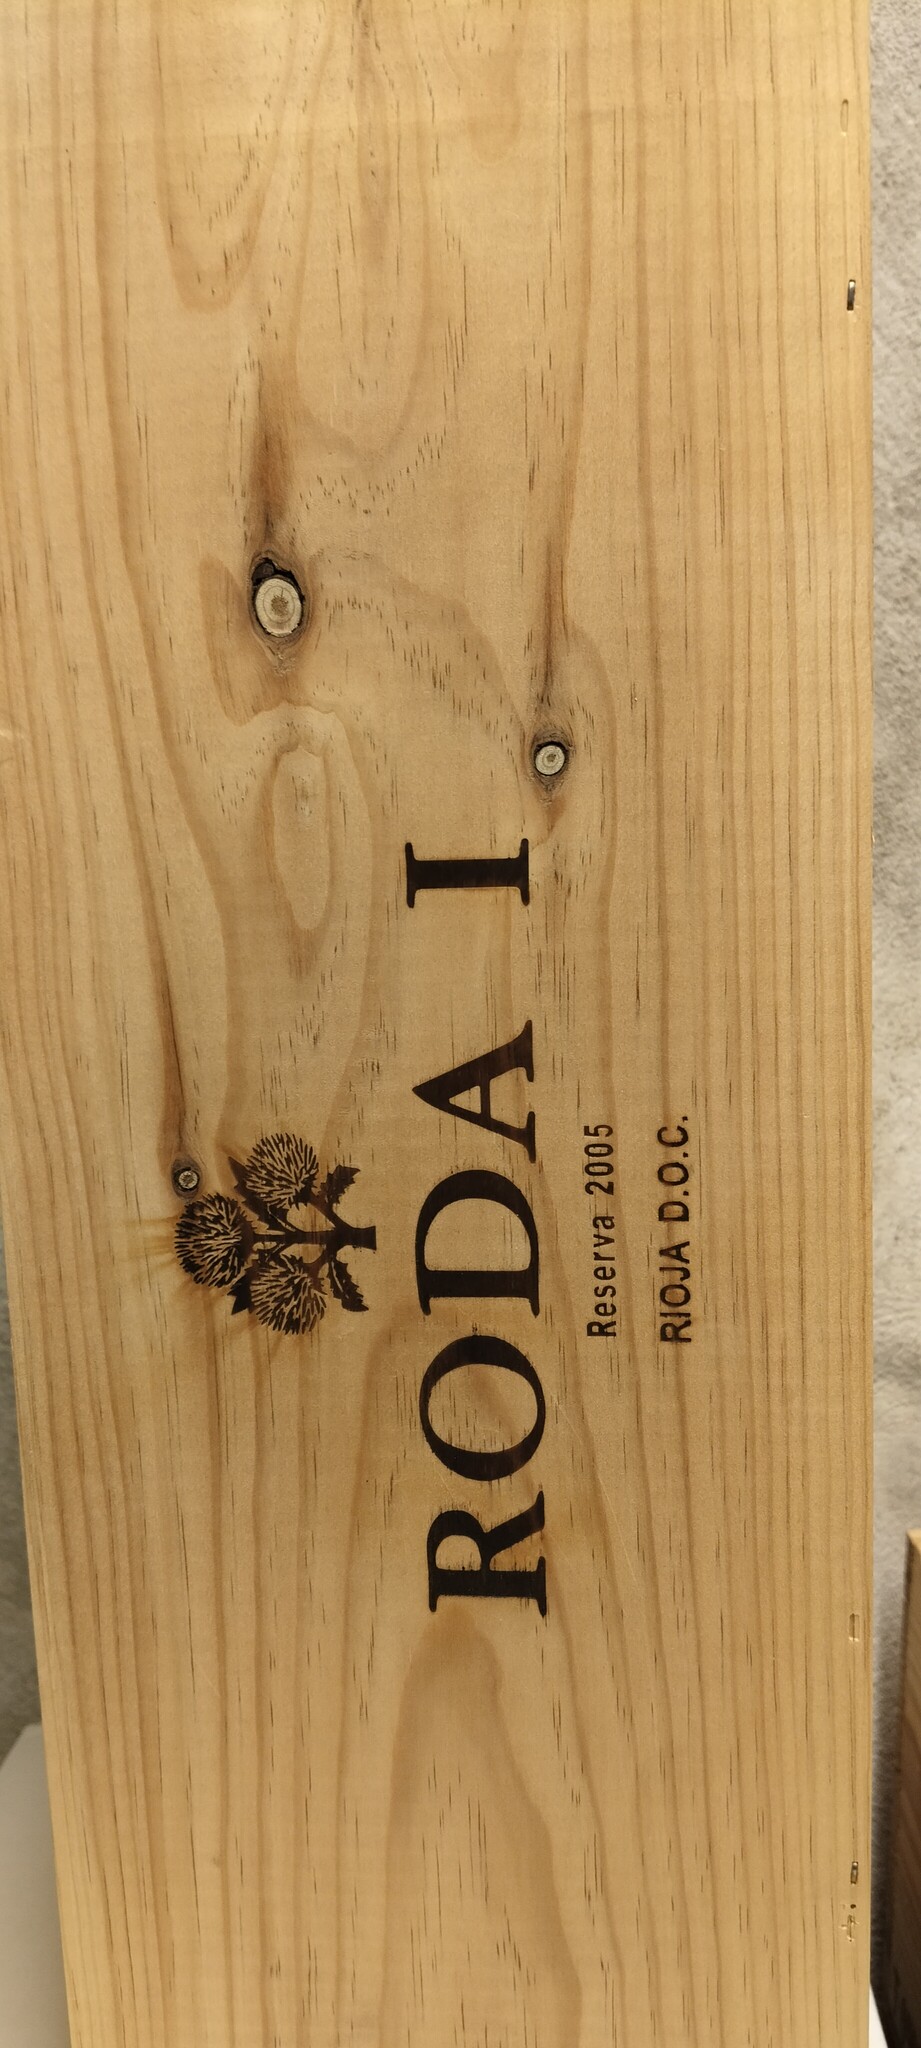 RODA I
Reserva 2005
RIOJA D.O.C.